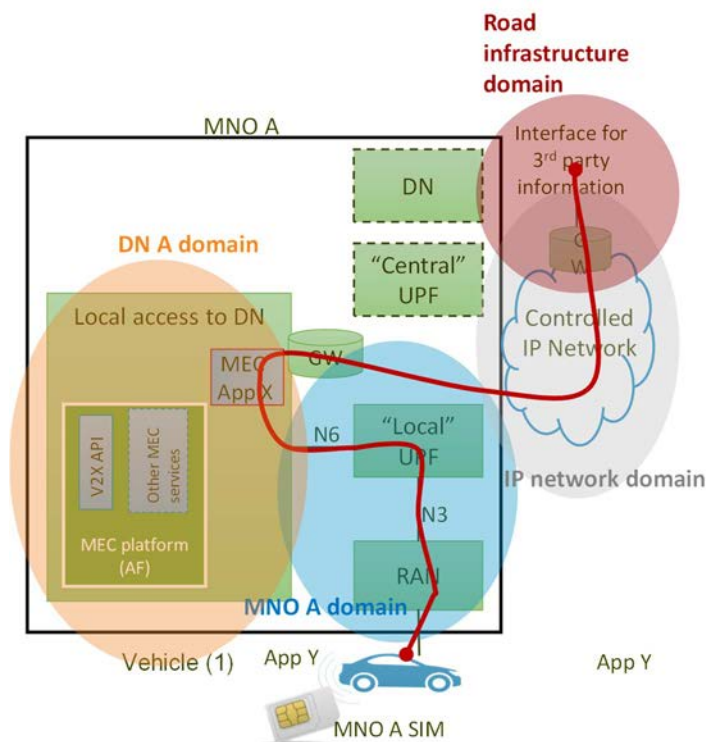 Road
infrastructure
domain
MNO A
Interface for
3rd party
information
DN
G
W
DN A domain
"Central"
UPF
Local access to DN
Controlled
IP Network
GW
MEC
App X
"Local"
UPF
N6
V2X API
Other MEC
services
IP network domain
N3
MEC platform
(AF)
RAN
MNO A domain
Vehicle (1)
App Y
App Y
MNO A SIM